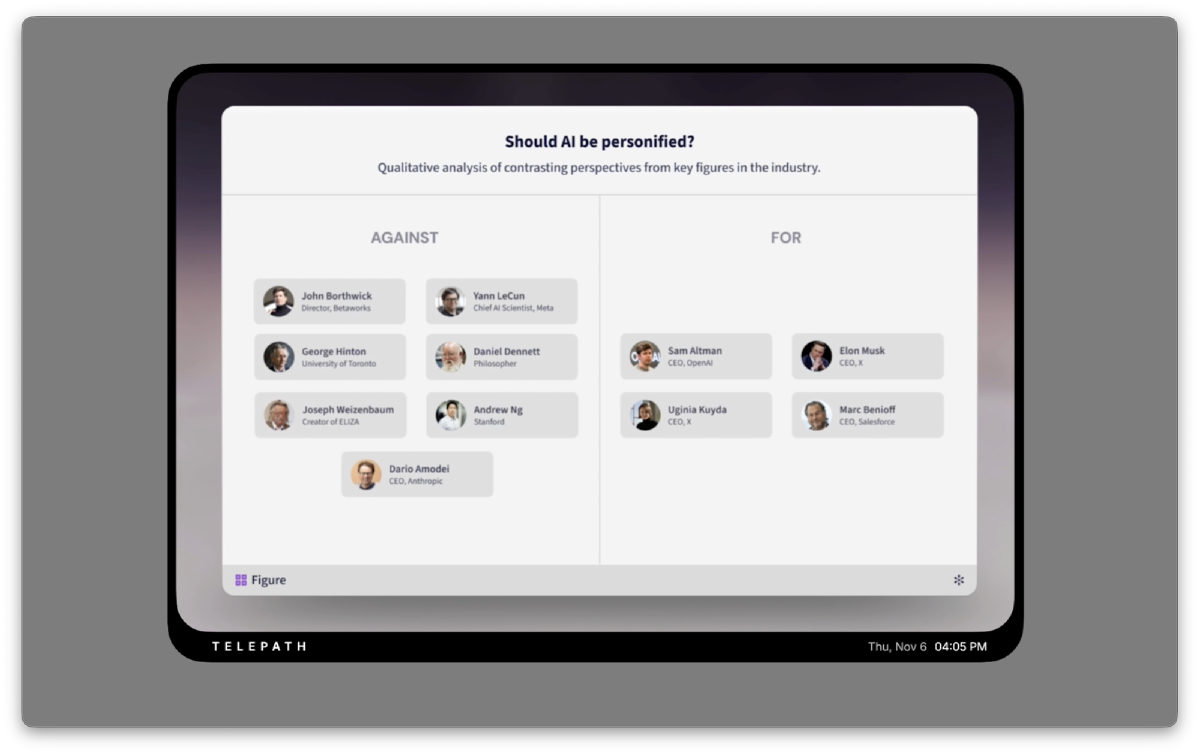 Should AI be personified?
Qualitative analysis of contrasting perspectives from key figures in the industry.
AGAINST
John Borthwick
Director, Betaworks
Yann LeCun
Chief AI Scientist, Meta
George Hinton
University of Toronto
Daniel Dennett
Philosopher
Joseph Weizenbaum
Creator of ELIZA
Andrew Ng
Stanford
Dario Amodei
CEO, Anthropic
FOR
Sam Altman
CEO, OpenAI
Elon Musk
CEO, X
Uginia Kuyda
CEO, X
Marc Benioff
CEO, Salesforce
Figure
TELEPATH
Thu, Nov 6 04:05 PM